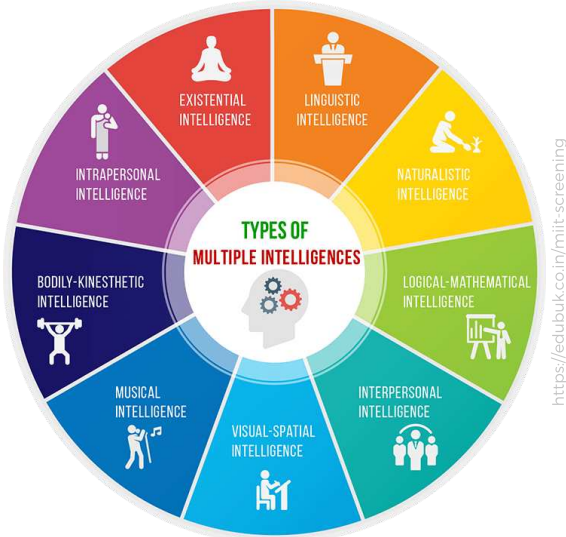 TYPES OF
MULTIPLE INTELLIGENCES
EXISTENTIAL
INTELLIGENCE
LINGUISTIC
INTELLIGENCE
NATURALISTIC
INTELLIGENCE
LOGICAL-MATHEMATICAL
INTELLIGENCE
INTERPERSONAL
INTELLIGENCE
VISUAL-SPATIAL
INTELLIGENCE
MUSICAL
INTELLIGENCE
BODILY-KINESTHETIC
INTELLIGENCE
INTRAPERSONAL
INTELLIGENCE
https://edubuk.co.in/miit-screening